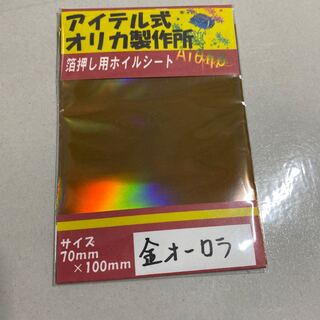 アイテル式
オリカ製作所
箔押し用ホイルシート
サイズ
70mm
×100mm
金オーロラ